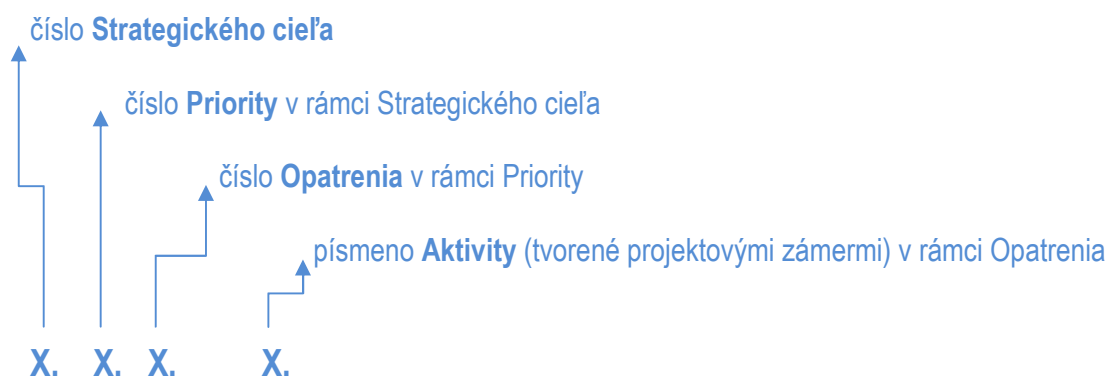 číslo Strategického cieľa
číslo Priority v rámci Strategického cieľa
číslo Opatrenia v rámci Priority
písmeno Aktivity (tvorené projektovými zámermi) v rámci Opatrenia
X. X. X. X.